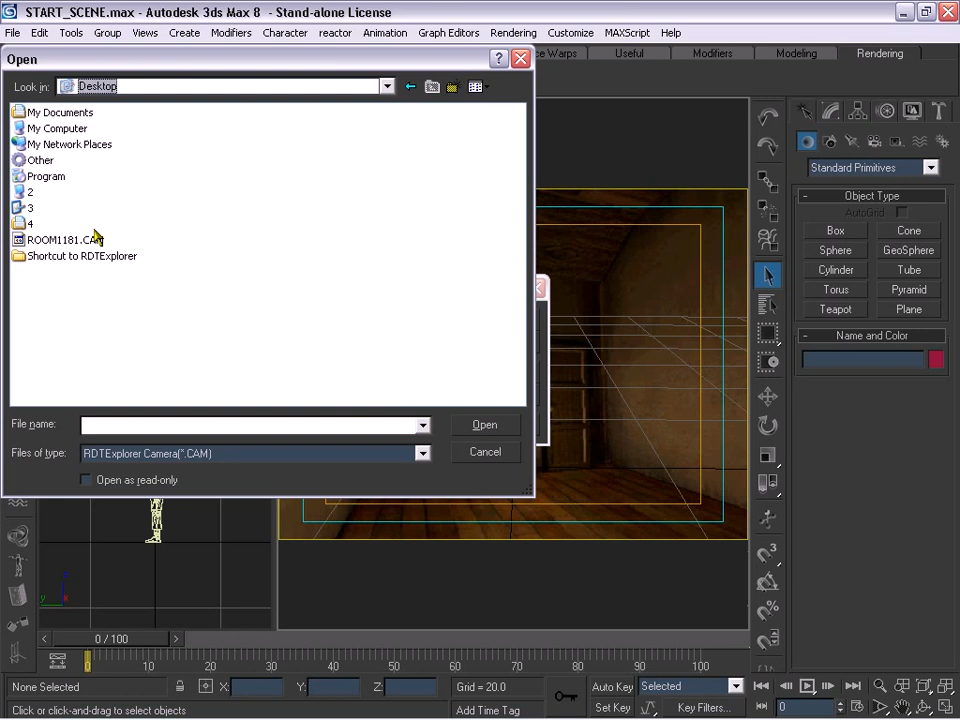 START_SCENE.max - Autodesk 3ds Max 8 - Stand-alone License
File Edit Tools Group Views Create Modifiers Character reactor Animation Graph Editors Rendering Customize MAXScript Help
Open
ce Warps Useful Modifiers Modeling Rendering
Look in: Desktop
My Documents
My Computer
My Network Places
Other
Program
2
3
4
ROOM1181.CAM
Shortcut to RDTExplorer
File name: Open
Files of type: RDTExplorer Camera(*.CAM) Cancel
Open as read-only
Standard Primitives
- Object Type
AutoGrid
Box Cone
Sphere GeoSphere
Cylinder Tube
Torus Pyramid
Teapot Plane
- Name and Color
y x
< 0 / 100 >
0 10 20 30 40 50 60 70 80 90 100
None Selected X: Y: Z: Grid = 20.0 Auto Key Selected
Click or click-and-drag to select objects Add Time Tag Set Key Key Filters... 0